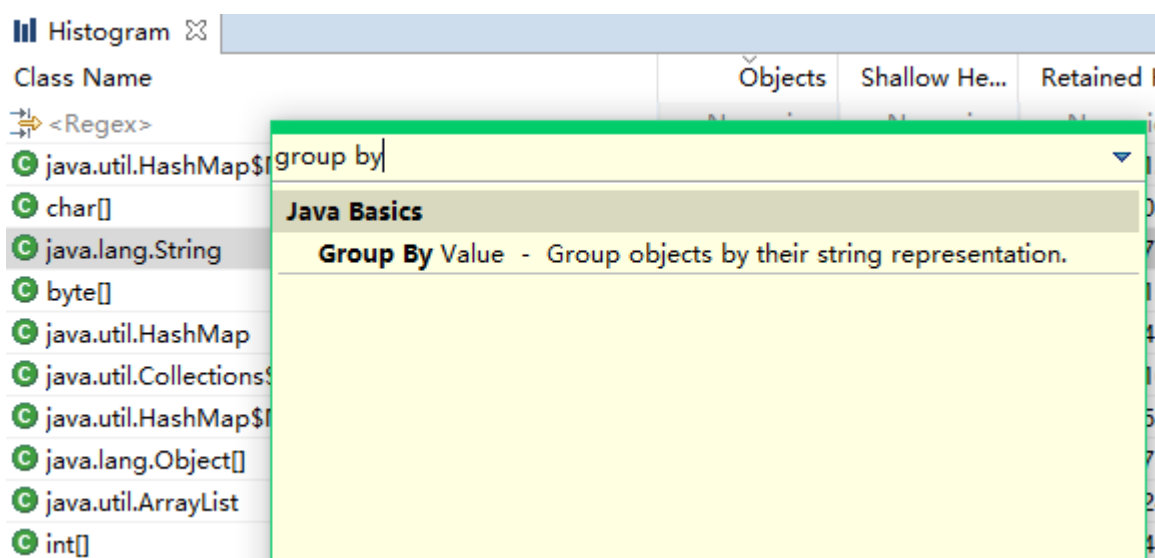 Histogram
Class Name Objects Shallow He... Retained
<Regex>
java.util.HashMap$
group by
char[]
Java Basics
java.lang.String
Group By Value - Group objects by their string representation.
byte[]
java.util.HashMap
java.util.Collections
java.util.HashMap$
java.lang.Object[]
java.util.ArrayList
int[]